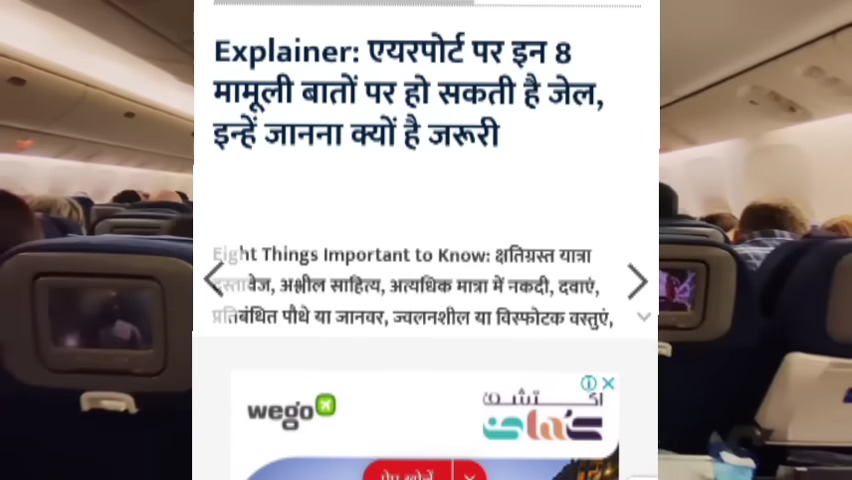 Explainer: एयरपोर्ट पर इन 8
मामूली बातों पर हो सकती है जेल,
इन्हें जानना क्यों है जरूरी
Eight Things Important to Know: क्षतिग्रस्त यात्रा
दस्तावेज, अश्लील साहित्य, अत्यधिक मात्रा में नकदी, दवाएं,
प्रतिबंधित पौधे या जानवर, ज्वलनशील या विस्फोटक वस्तुएं,
wego